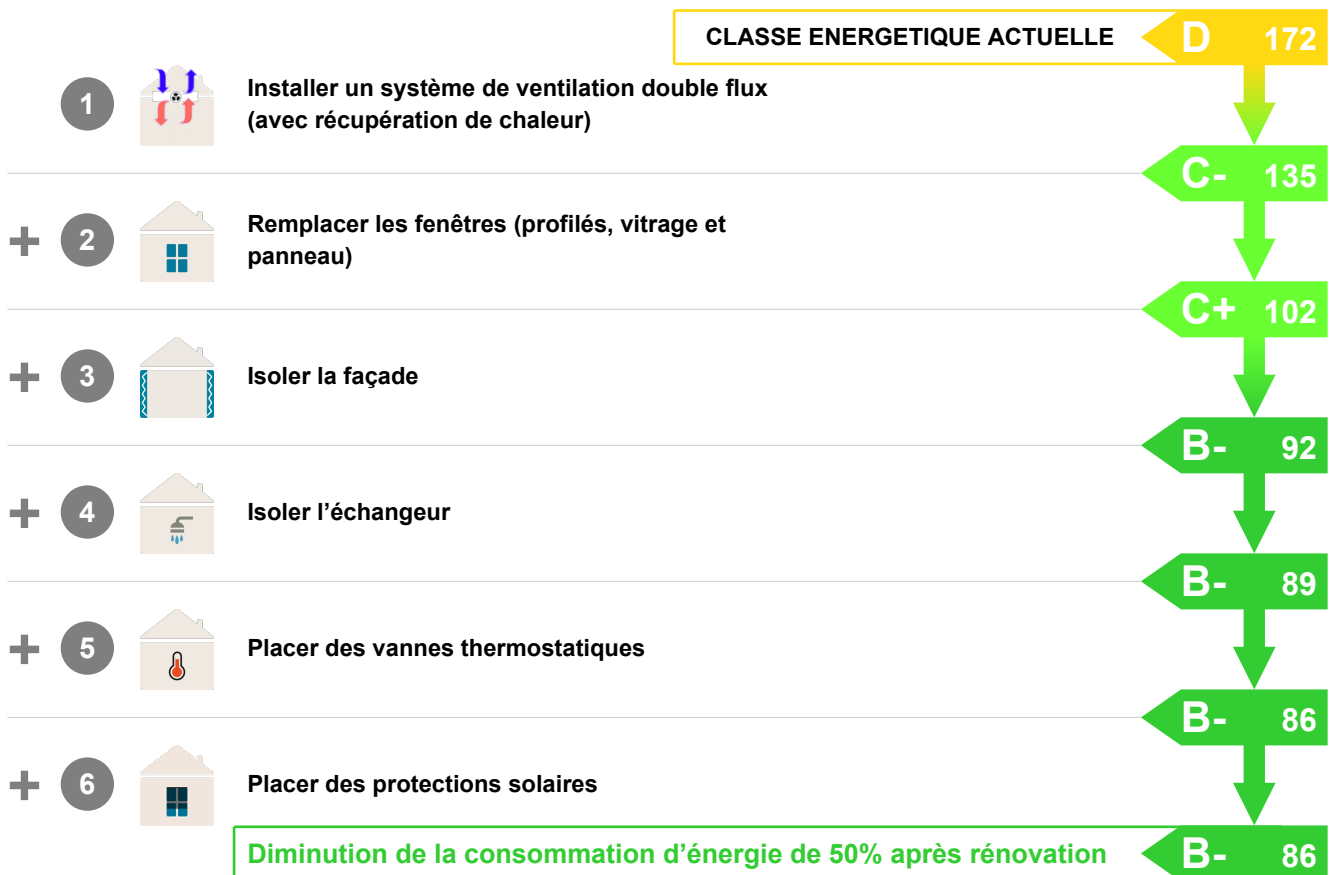 CLASSE ENERGETIQUE ACTUELLE D 172
1 Installer un système de ventilation double flux
(avec récupération de chaleur)
C- 135
+ 2 Remplacer les fenêtres (profilés, vitrage et
panneau)
C+ 102
+ 3 Isoler la façade
B- 92
+ 4 Isoler l’échangeur
B- 89
+ 5 Placer des vannes thermostatiques
B- 86
+ 6 Placer des protections solaires
Diminution de la consommation d’énergie de 50% après rénovation B- 86